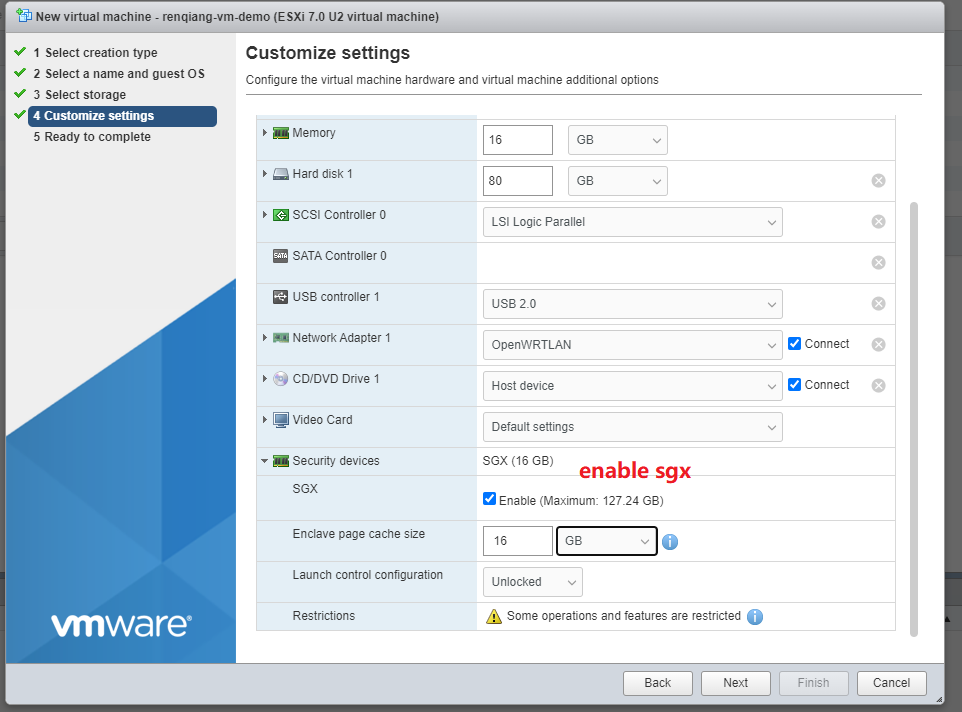 New virtual machine - renqiang-vm-demo (ESXi 7.0 U2 virtual machine)
1 Select creation type
2 Select a name and guest OS
3 Select storage
4 Customize settings
5 Ready to complete
vmware®
Customize settings
Configure the virtual machine hardware and virtual machine additional options
Memory 16 GB
Hard disk 1 80 GB
SCSI Controller 0 LSI Logic Parallel
SATA SATA Controller 0
USB controller 1 USB 2.0
Network Adapter 1 OpenWRTLAN Connect
CD/DVD Drive 1 Host device Connect
Video Card Default settings
Security devices SGX (16 GB)
enable sgx
SGX Enable (Maximum: 127.24 GB)
Enclave page cache size 16 GB
Launch control configuration Unlocked
Restrictions Some operations and features are restricted
Back Next Finish Cancel